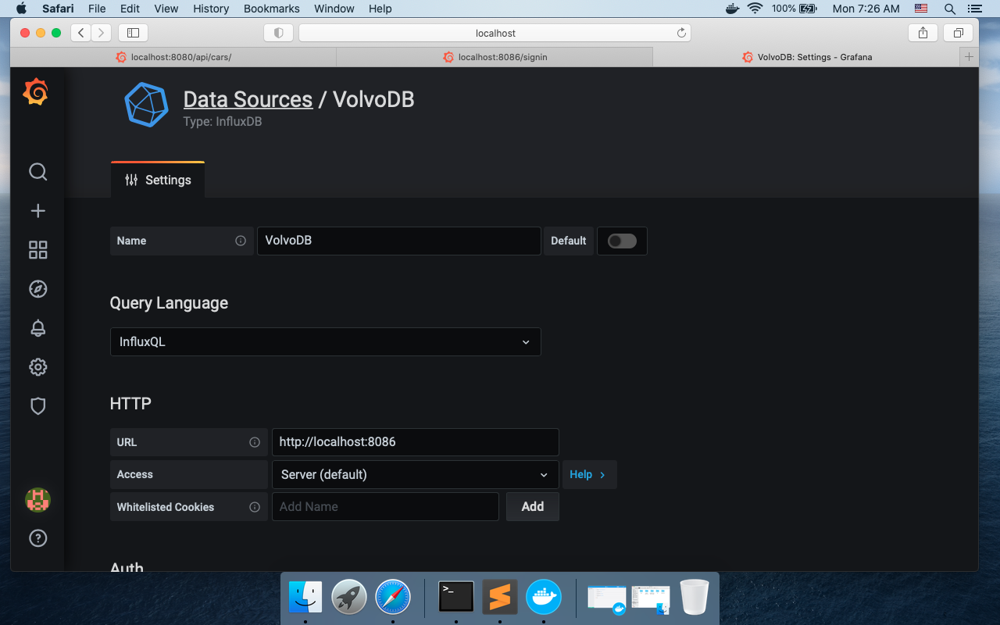 Safari File Edit View History Bookmarks Window Help 100% Mon 7:26 AM
localhost
localhost:8080/api/cars/ localhost:8086/signin VolvoDB: Settings - Grafana
Data Sources / VolvoDB
Type: InfluxDB
Settings
Name VolvoDB Default
Query Language
InfluxQL
HTTP
URL http://localhost:8086
Access Server (default) Help
Whitelisted Cookies Add Name Add
Auth